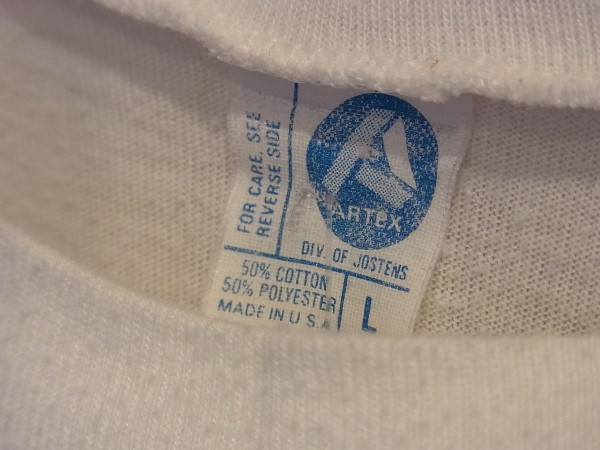 FOR CARE, SEE
REVERSE SIDE
ARTEX
DIV. OF JOSTENS
50% COTTON
50% POLYESTER
MADE IN U.S.A
L